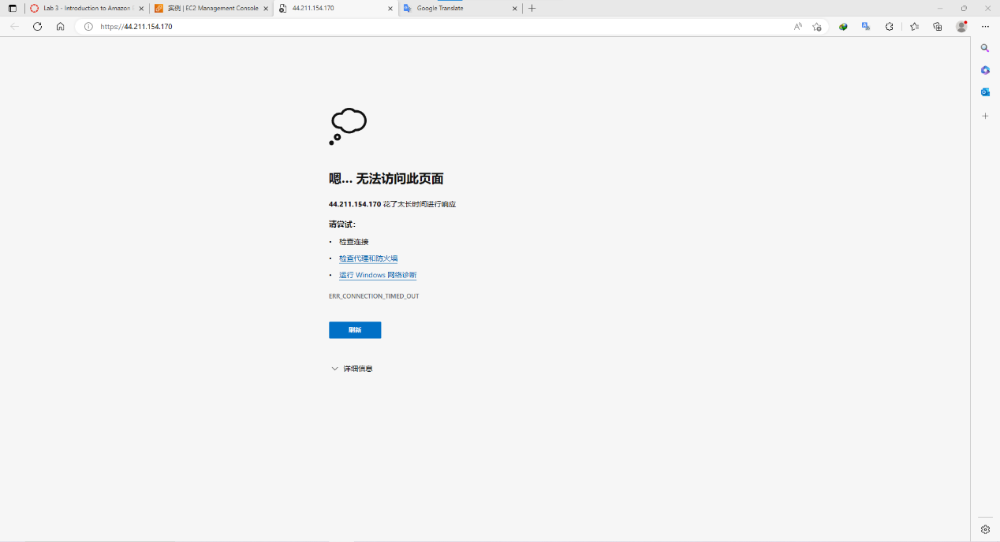 Lab 3 - Introduction to Amazon
实例 | EC2 Management Console
44.211.154.170
Google Translate
https://44.211.154.170
嗯... 无法访问此页面
44.211.154.170 花了太长时间进行响应
请尝试:
• 检查连接
• 检查代理和防火墙
• 运行 Windows 网络诊断
ERR_CONNECTION_TIMED_OUT
刷新
详细信息